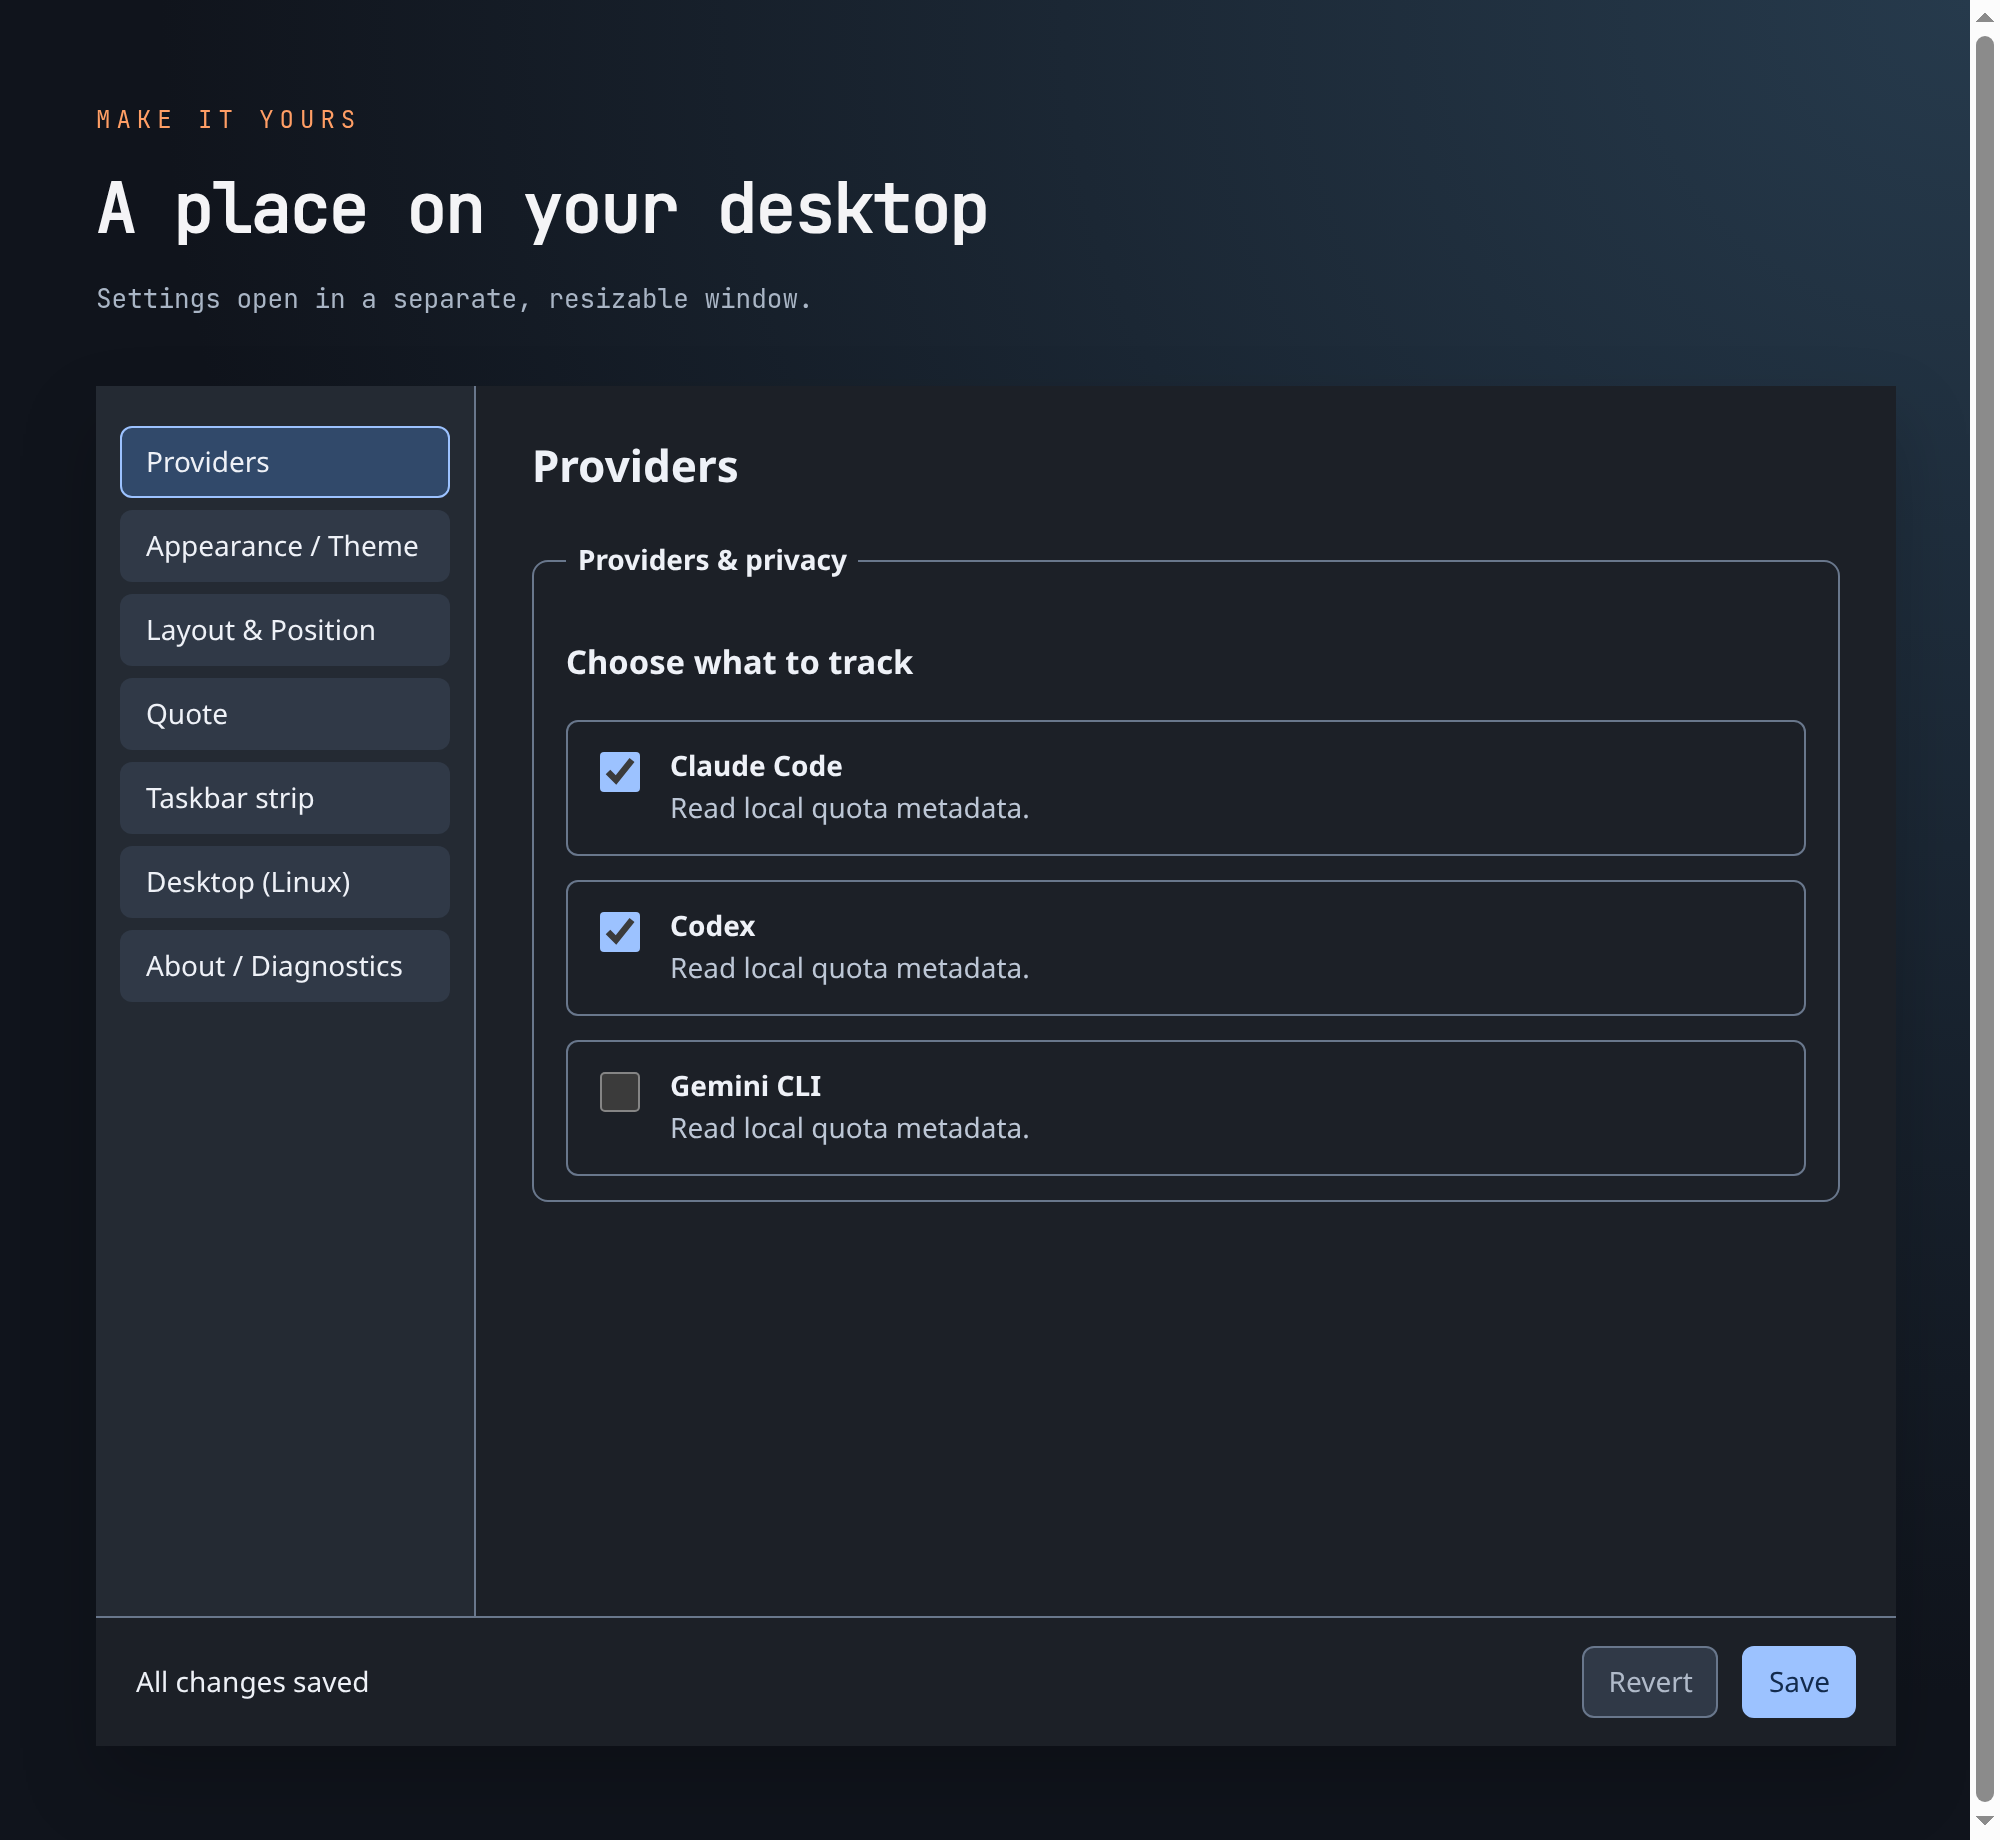 MAKE IT YOURS
A place on your desktop
Settings open in a separate, resizable window.
Providers
Appearance / Theme
Layout & Position
Quote
Taskbar strip
Desktop (Linux)
About / Diagnostics
Providers
Providers & privacy
Choose what to track
Claude Code
Read local quota metadata.
Codex
Read local quota metadata.
Gemini CLI
Read local quota metadata.
All changes saved
Revert
Save